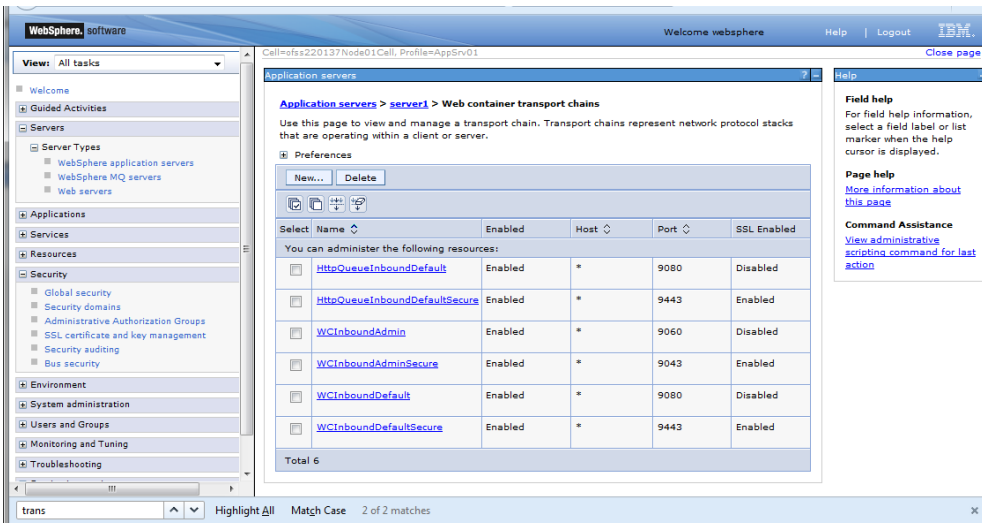 WebSphere. software
Welcome websphere
Help | Logout
IBM.
View: All tasks
Welcome
Guided Activities
Servers
Server Types
WebSphere application servers
WebSphere MQ servers
Web servers
Applications
Services
Resources
Security
Global security
Security domains
Administrative Authorization Groups
SSL certificate and key management
Security auditing
Bus security
Environment
System administration
Users and Groups
Monitoring and Tuning
Troubleshooting
Cell=ofss220137Node01Cell, Profile=AppSrv01
Close page
Application servers
Application servers > server1 > Web container transport chains
Use this page to view and manage a transport chain. Transport chains represent network protocol stacks
that are operating within a client or server.
Preferences
New... Delete
Select Name Enabled Host Port SSL Enabled
You can administer the following resources:
HttpQueueInboundDefault Enabled * 9080 Disabled
HttpQueueInboundDefaultSecure Enabled * 9443 Enabled
WCInboundAdmin Enabled * 9060 Disabled
WCInboundAdminSecure Enabled * 9043 Enabled
WCInboundDefault Enabled * 9080 Disabled
WCInboundDefaultSecure Enabled * 9443 Enabled
Total 6
Help
Field help
For field help information,
select a field label or list
marker when the help
cursor is displayed.
Page help
More information about
this page
Command Assistance
View administrative
scripting command for last
action
trans
Highlight All Match Case 2 of 2 matches